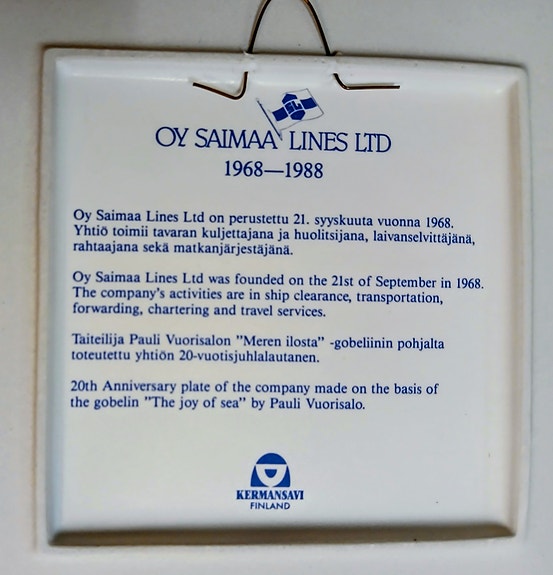 SL
OY SAIMAA LINES LTD
1968—1988
Oy Saimaa Lines Ltd on perustettu 21. syyskuuta vuonna 1968.
Yhtiö toimii tavaran kuljettajana ja huolitsijana, laivanselvittäjänä,
rahtaajana sekä matkanjärjestäjänä.
Oy Saimaa Lines Ltd was founded on the 21st of September in 1968.
The company's activities are in ship clearance, transportation,
forwarding, chartering and travel services.
Taiteilija Pauli Vuorisalon ”Meren ilosta” -gobeliinin pohjalta
toteutettu yhtiön 20-vuotisjuhlalautanen.
20th Anniversary plate of the company made on the basis of
the gobelin ”The joy of sea” by Pauli Vuorisalo.
KERMANSAVI
FINLAND